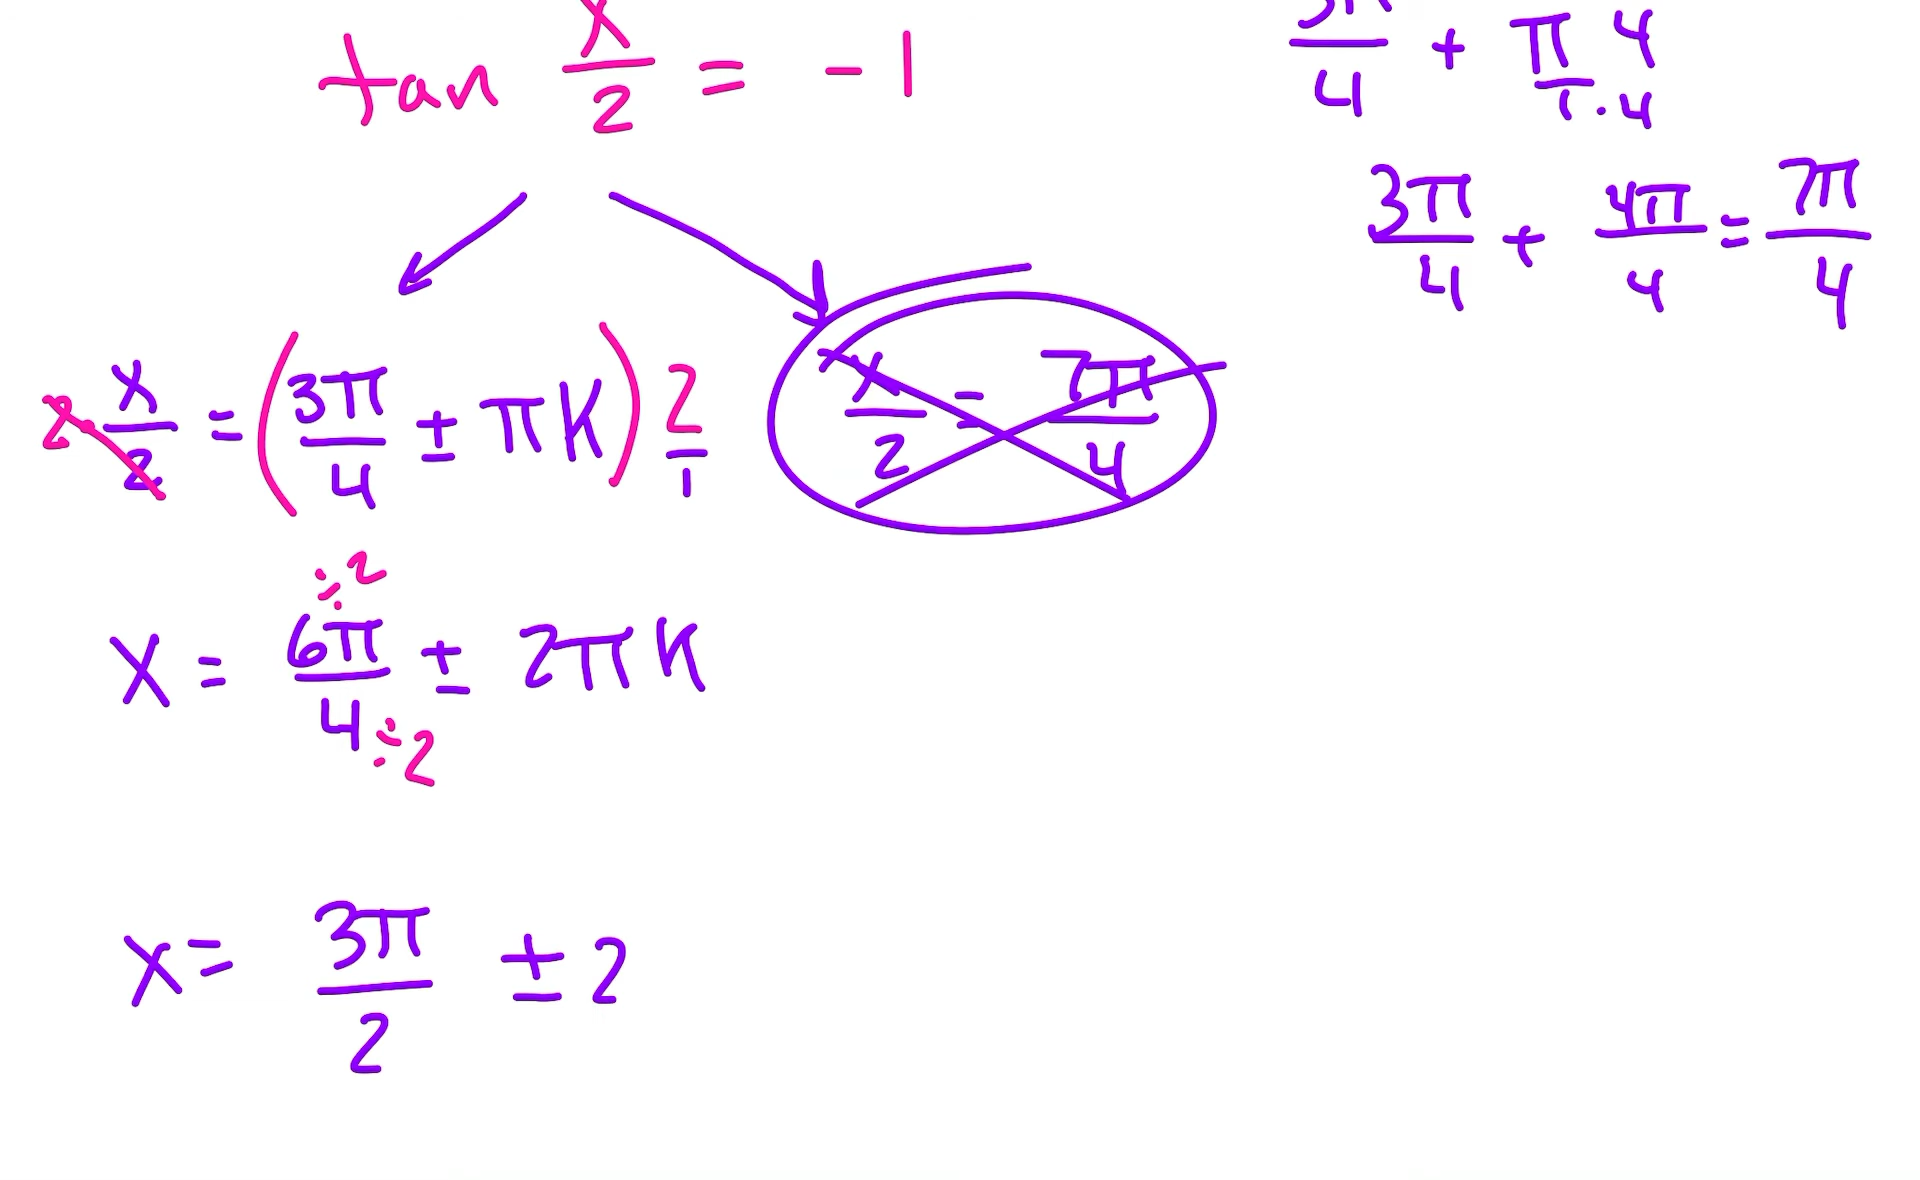 tan x/2 = -1
3π/4 + π/1 · 4/4
3π/4 + 4π/4 = 7π/4
2 · x/2 = (3π/4 ± πK) 2/1
x/2 = 7π/4
÷2
x = 6π/4 ± 2πK
÷2
x = 3π/2 ± 2